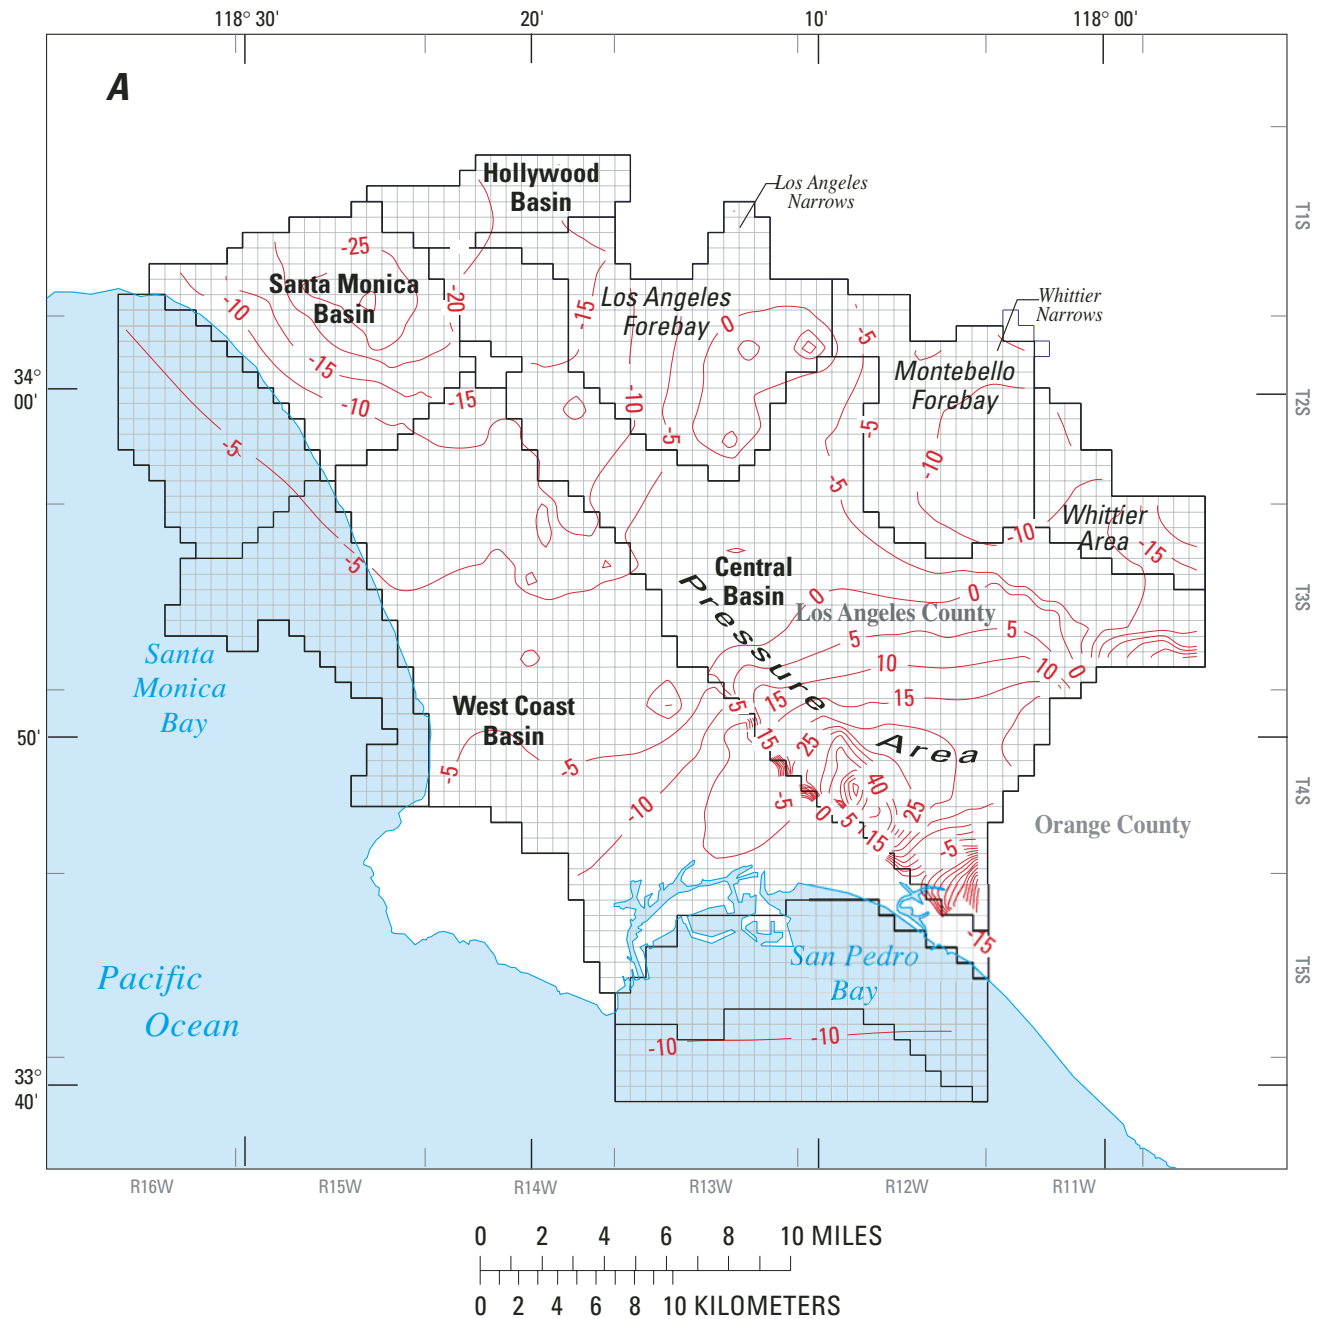 118° 30'
20'
10'
118° 00'
A
Hollywood
Basin
Los Angeles
Narrows
T1S
-25
Santa Monica
Basin
-10
-20
-15
Los Angeles
Forebay
0
-5
Whittier
Narrows
34°
00'
-15
-10
-15
-10
-5
-5
Montebello
Forebay
T2S
-5
-10
-5
-10
Whittier
Area
-15
-5
Central
Basin
Pressure
Area
0
0
Los Angeles County
T3S
5
5
10
10
0
15
15
5
Santa
Monica
Bay
West Coast
Basin
50'
-5
-5
-10
15
25
40
25
-5
0
5
15
-5
T4S
Orange County
-15
San Pedro
Bay
T5S
Pacific
Ocean
-10
-10
33°
40'
R16W
R15W
R14W
R13W
R12W
R11W
0 2 4 6 8 10 MILES
0 2 4 6 8 10 KILOMETERS